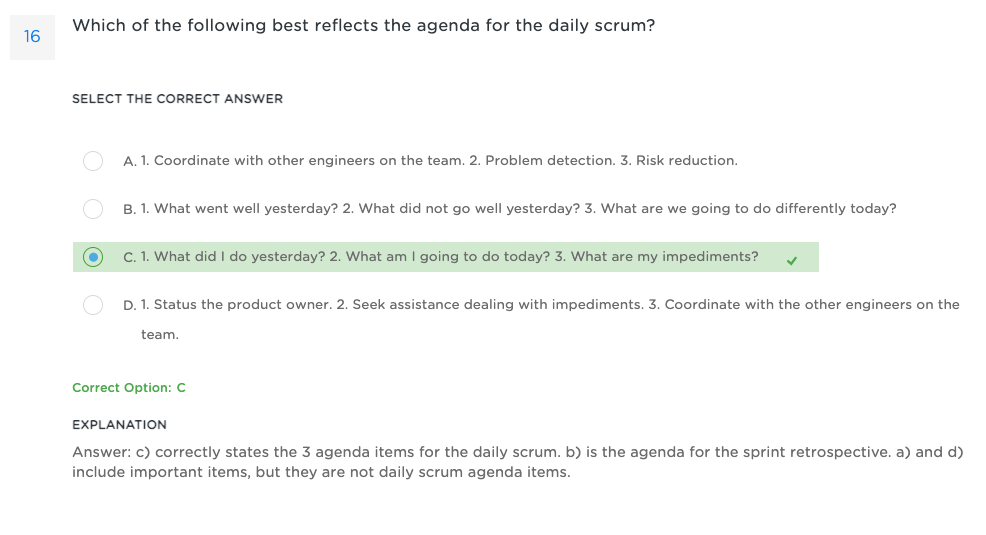 16
Which of the following best reflects the agenda for the daily scrum?
SELECT THE CORRECT ANSWER
A. 1. Coordinate with other engineers on the team. 2. Problem detection. 3. Risk reduction.
B. 1. What went well yesterday? 2. What did not go well yesterday? 3. What are we going to do differently today?
C. 1. What did I do yesterday? 2. What am I going to do today? 3. What are my impediments?
D. 1. Status the product owner. 2. Seek assistance dealing with impediments. 3. Coordinate with the other engineers on the
team.
Correct Option: C
EXPLANATION
Answer: c) correctly states the 3 agenda items for the daily scrum. b) is the agenda for the sprint retrospective. a) and d)
include important items, but they are not daily scrum agenda items.